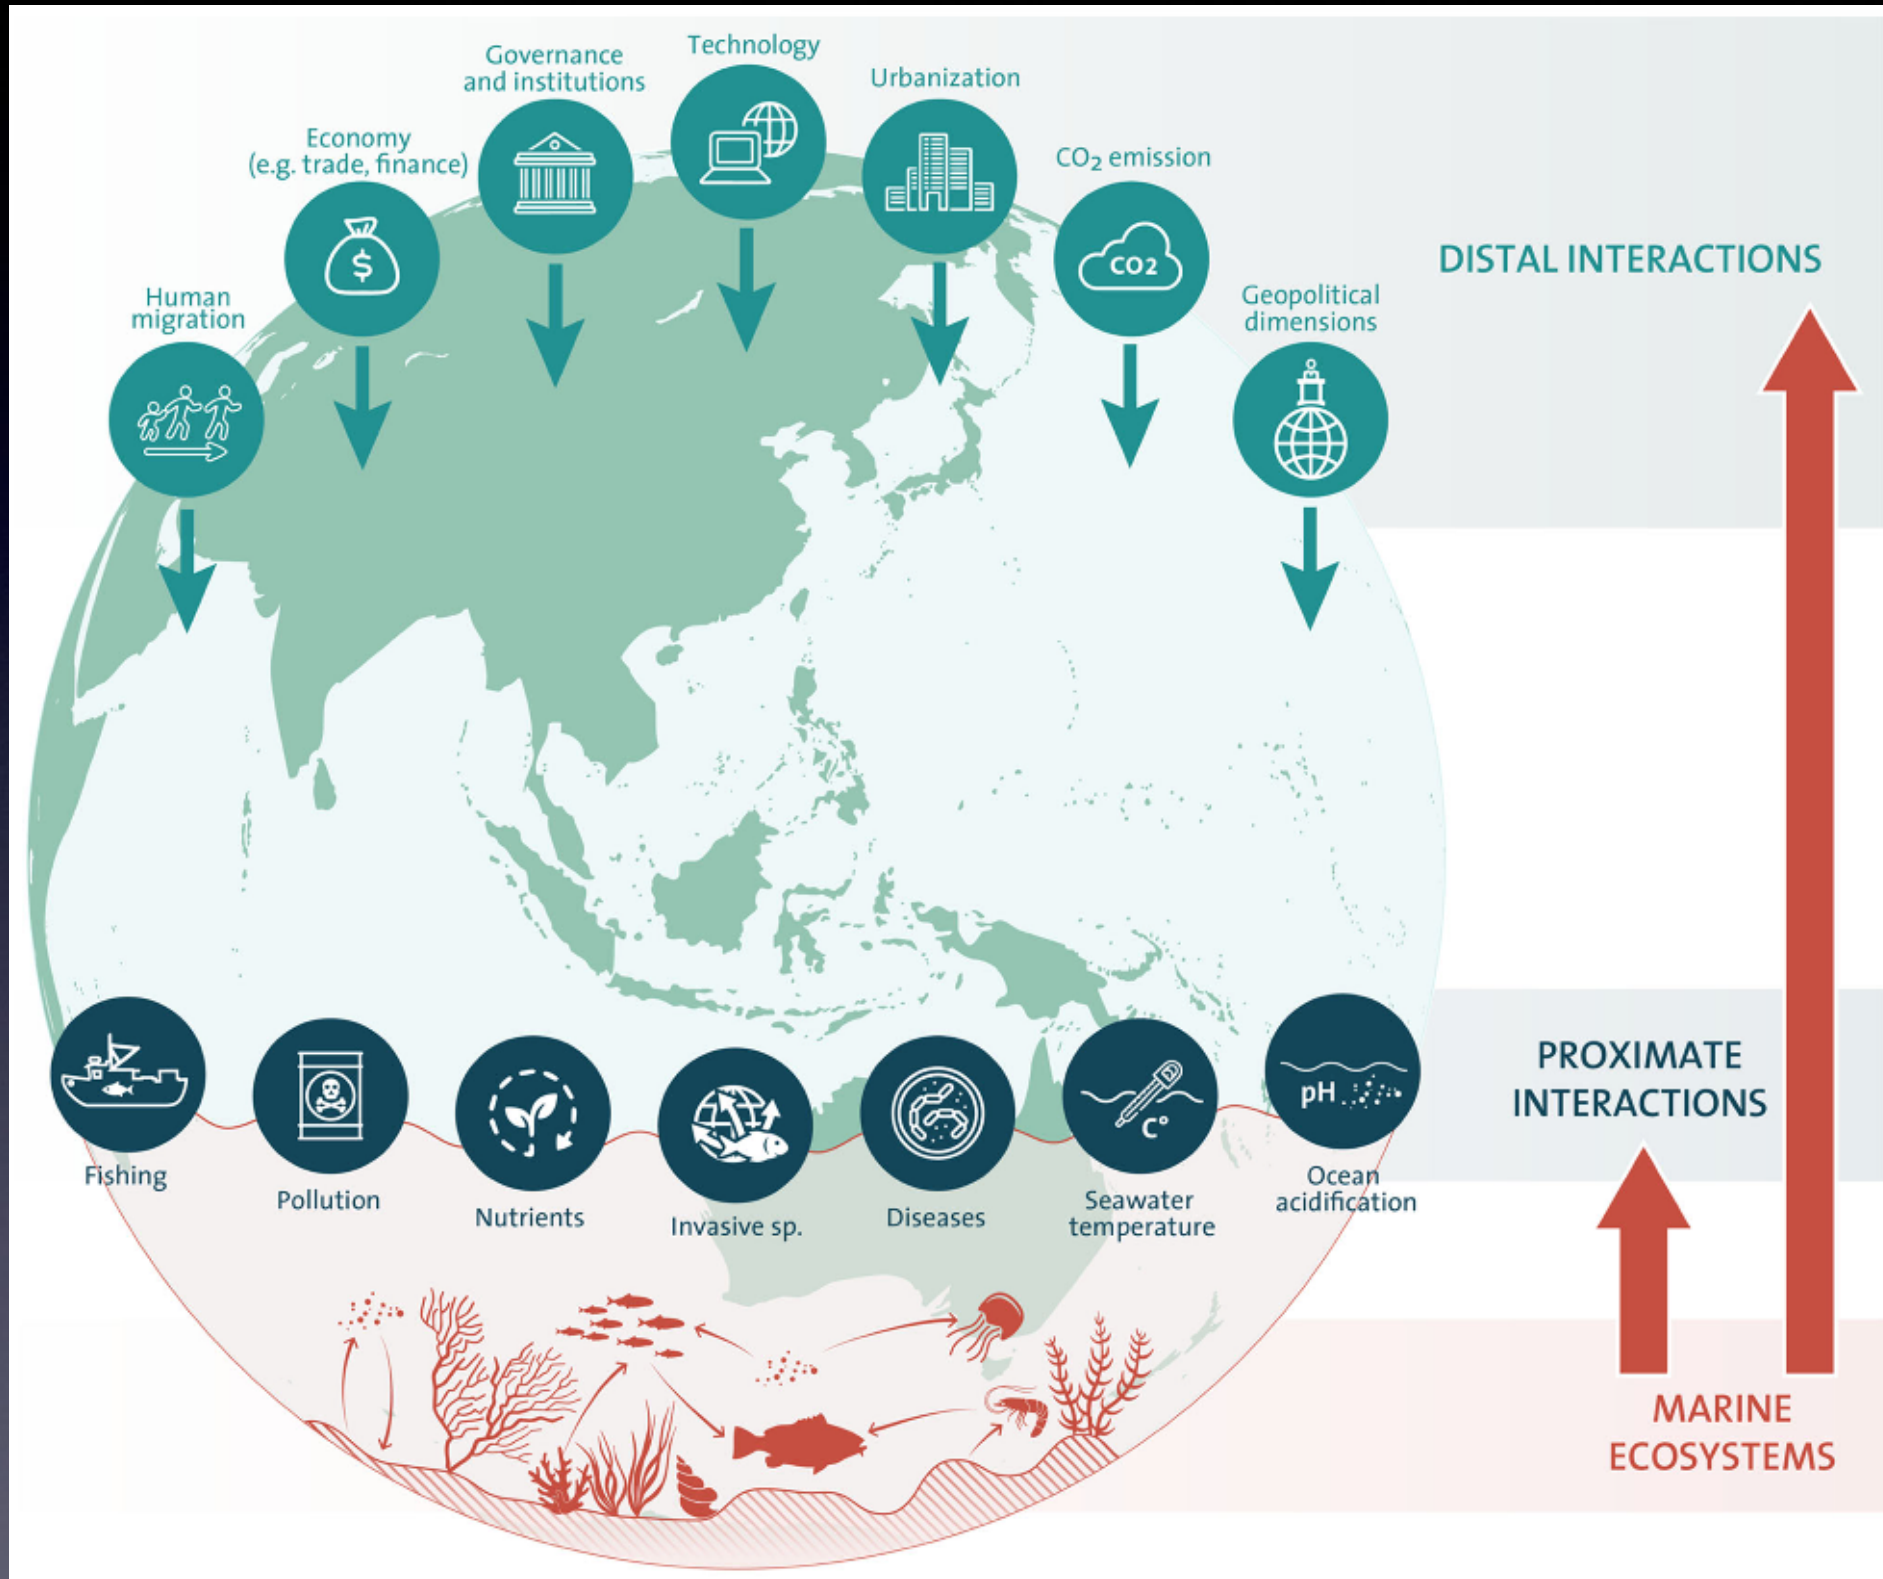 Technology
Governance
and institutions
Urbanization
Economy
(e.g. trade, finance)
CO₂ emission
CO2
$
Human
migration
Geopolitical
dimensions
DISTAL INTERACTIONS
PROXIMATE
INTERACTIONS
pH
C°
Fishing
Pollution
Nutrients
Invasive sp.
Diseases
Seawater
temperature
Ocean
acidification
MARINE
ECOSYSTEMS